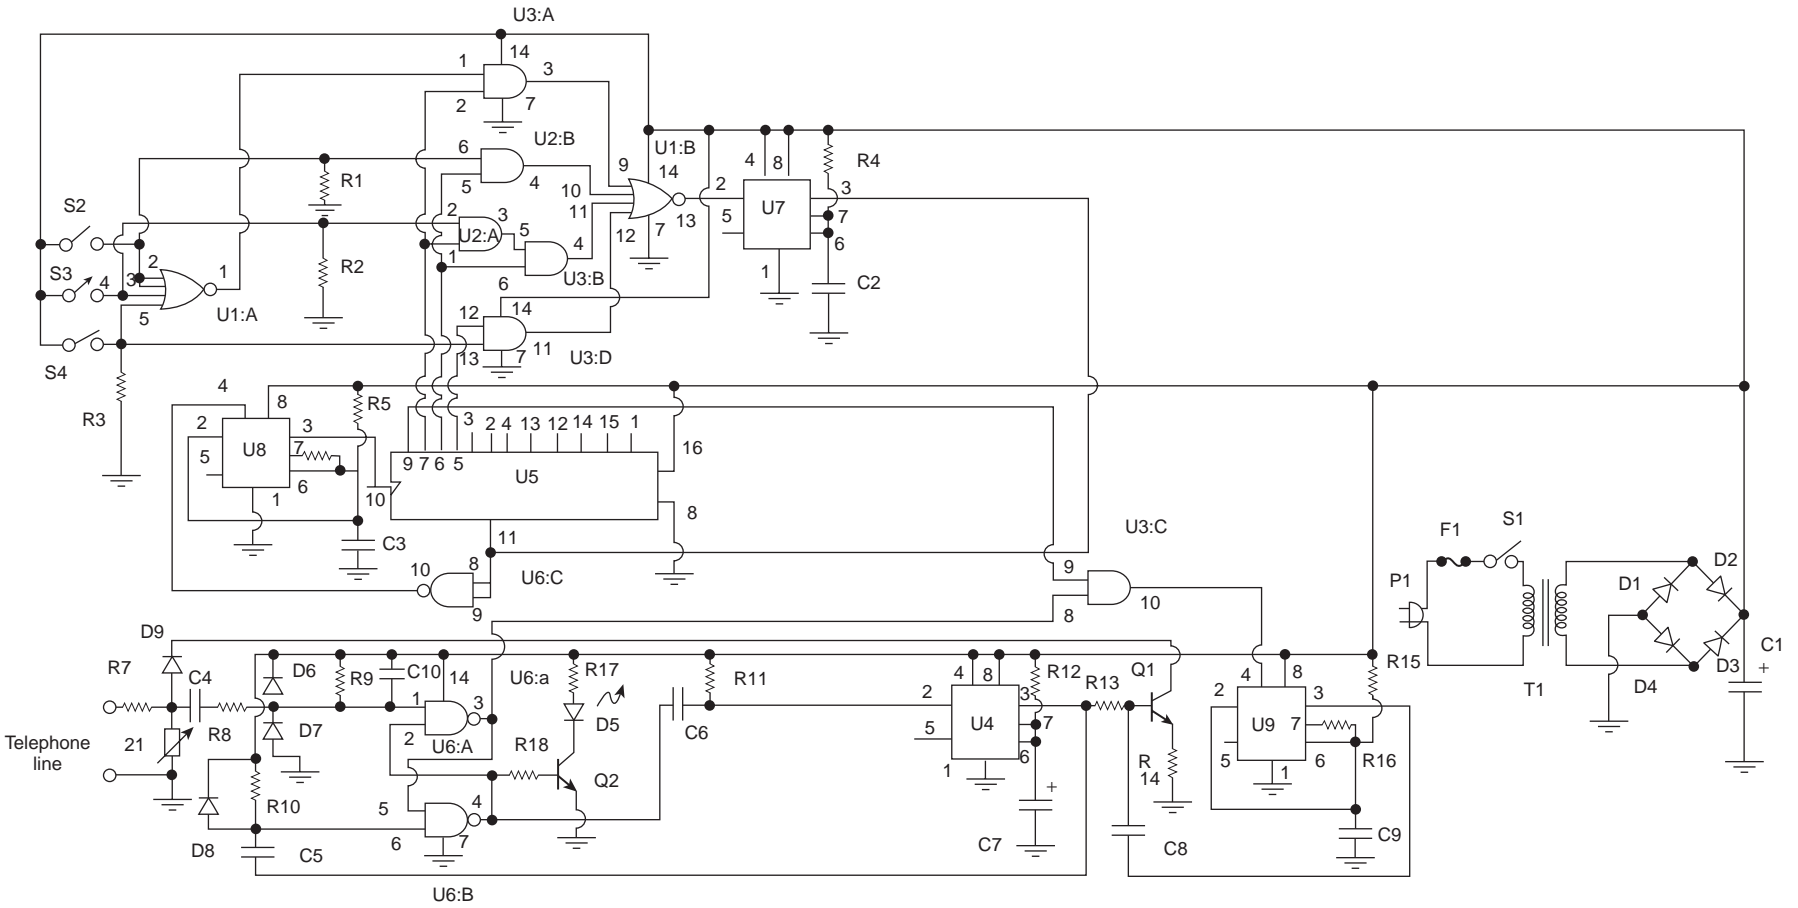 U3:A
14
1
3
2
7
U2:B
6
5
4
R1
U1:B
9
14
10
11
12
7
13
2
4
8
R4
3
U7
5
7
6
1
C2
S2
2
3
5
U2:A
4
1
U3:B
R2
S3
4
3
2
1
5
U1:A
6
12
14
13
7
11
U3:D
S4
R3
4
8
R5
2
3
U8
7
5
6
1
10
C3
3
2
4
13
12
14
15
1
9
7
6
5
U5
16
8
11
10
8
U6:C
9
U3:C
9
8
10
F1
S1
P1
D1
D2
D3
D4
T1
C1
+
D9
R7
C4
D6
R9
C10
14
U6:a
R17
R11
4
8
R12
R13
Q1
R15
R8
D7
1
3
2
U6:A
D5
C6
2
3
U4
5
7
6
1
4
8
2
3
U9
7
5
6
1
R16
Telephone
line
21
R18
Q2
R
14
R10
5
4
6
7
+
C7
C8
C9
D8
C5
U6:B